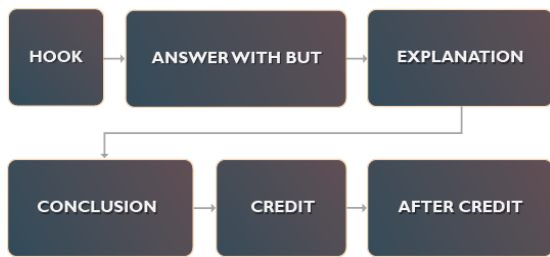 HOOK
ANSWER WITH BUT
EXPLANATION
CONCLUSION
CREDIT
AFTER CREDIT